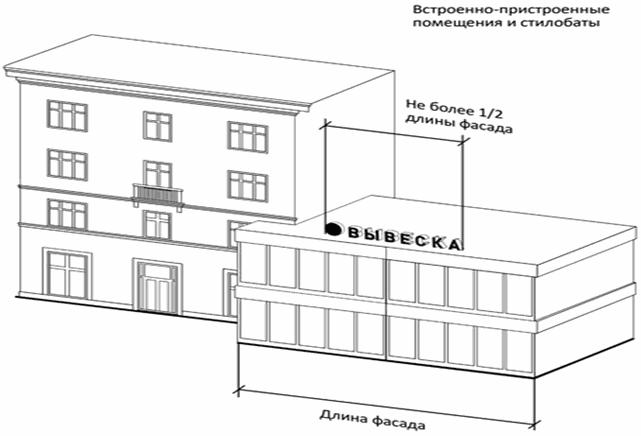 Встроенно-пристроенные
помещения и стилобаты
Не более 1/2
длины фасада
ВЫВЕСКА
Длина фасада